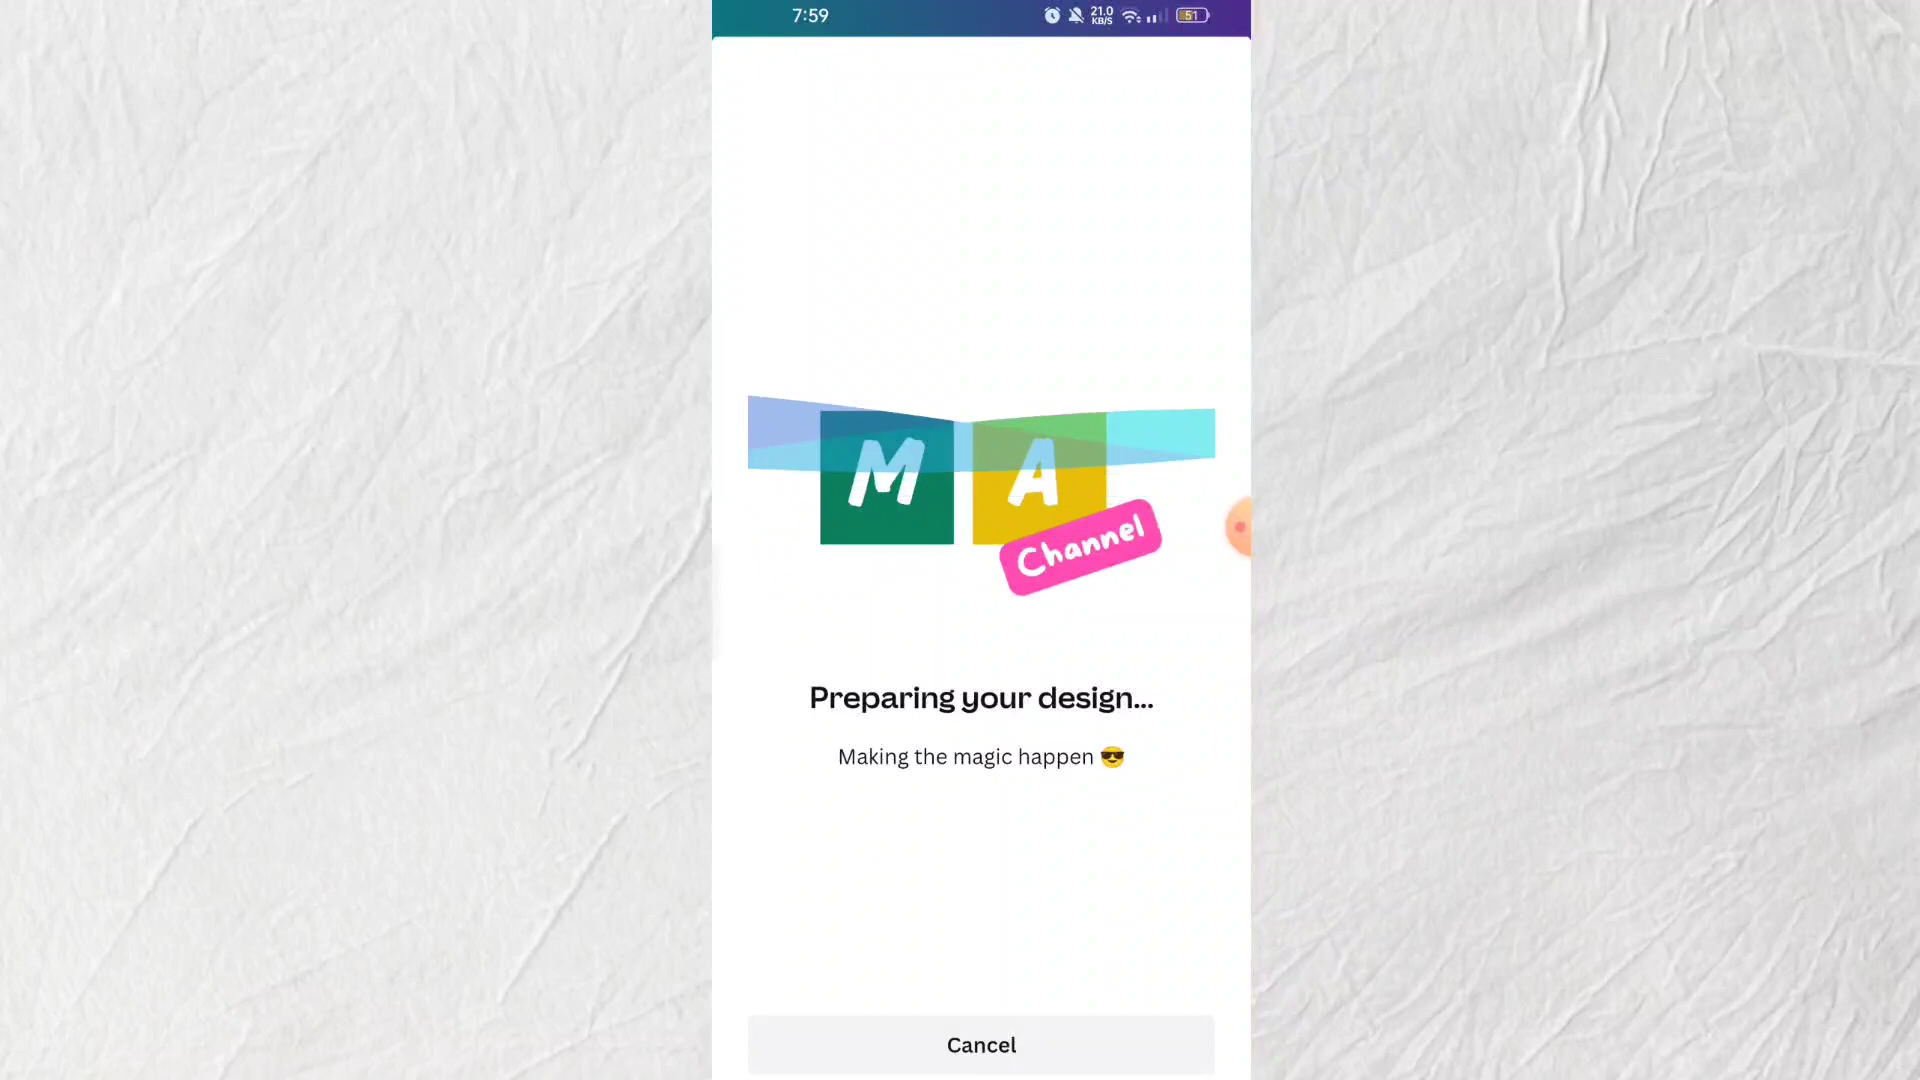 7:59
21.0
KB/S
51
M A
Channel
Preparing your design...
Making the magic happen 😎
Cancel